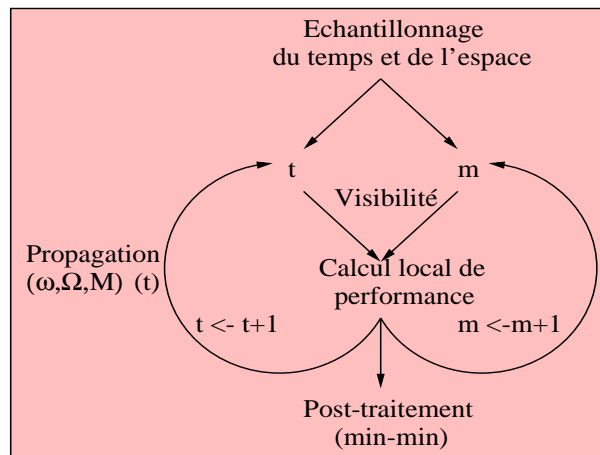 Echantillonnage
du temps et de l'espace
t
m
Visibilité
Propagation
(ω,Ω,M) (t)
Calcul local de
performance
t <- t+1
m <-m+1
Post-traitement
(min-min)